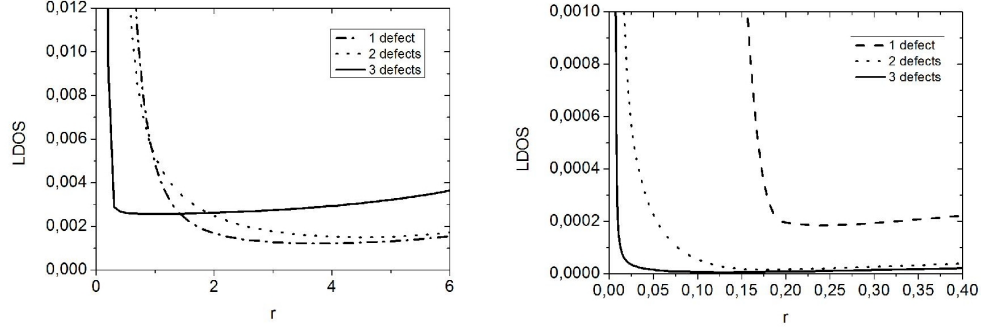 0,012
0,010
0,008
0,006
0,004
0,002
0,000
LDOS
0
2
4
6
r
1 defect
2 defects
3 defects
0,0010
0,0008
0,0006
0,0004
0,0002
0,0000
LDOS
0,00 0,05 0,10 0,15 0,20 0,25 0,30 0,35 0,40
r
1 defect
2 defects
3 defects